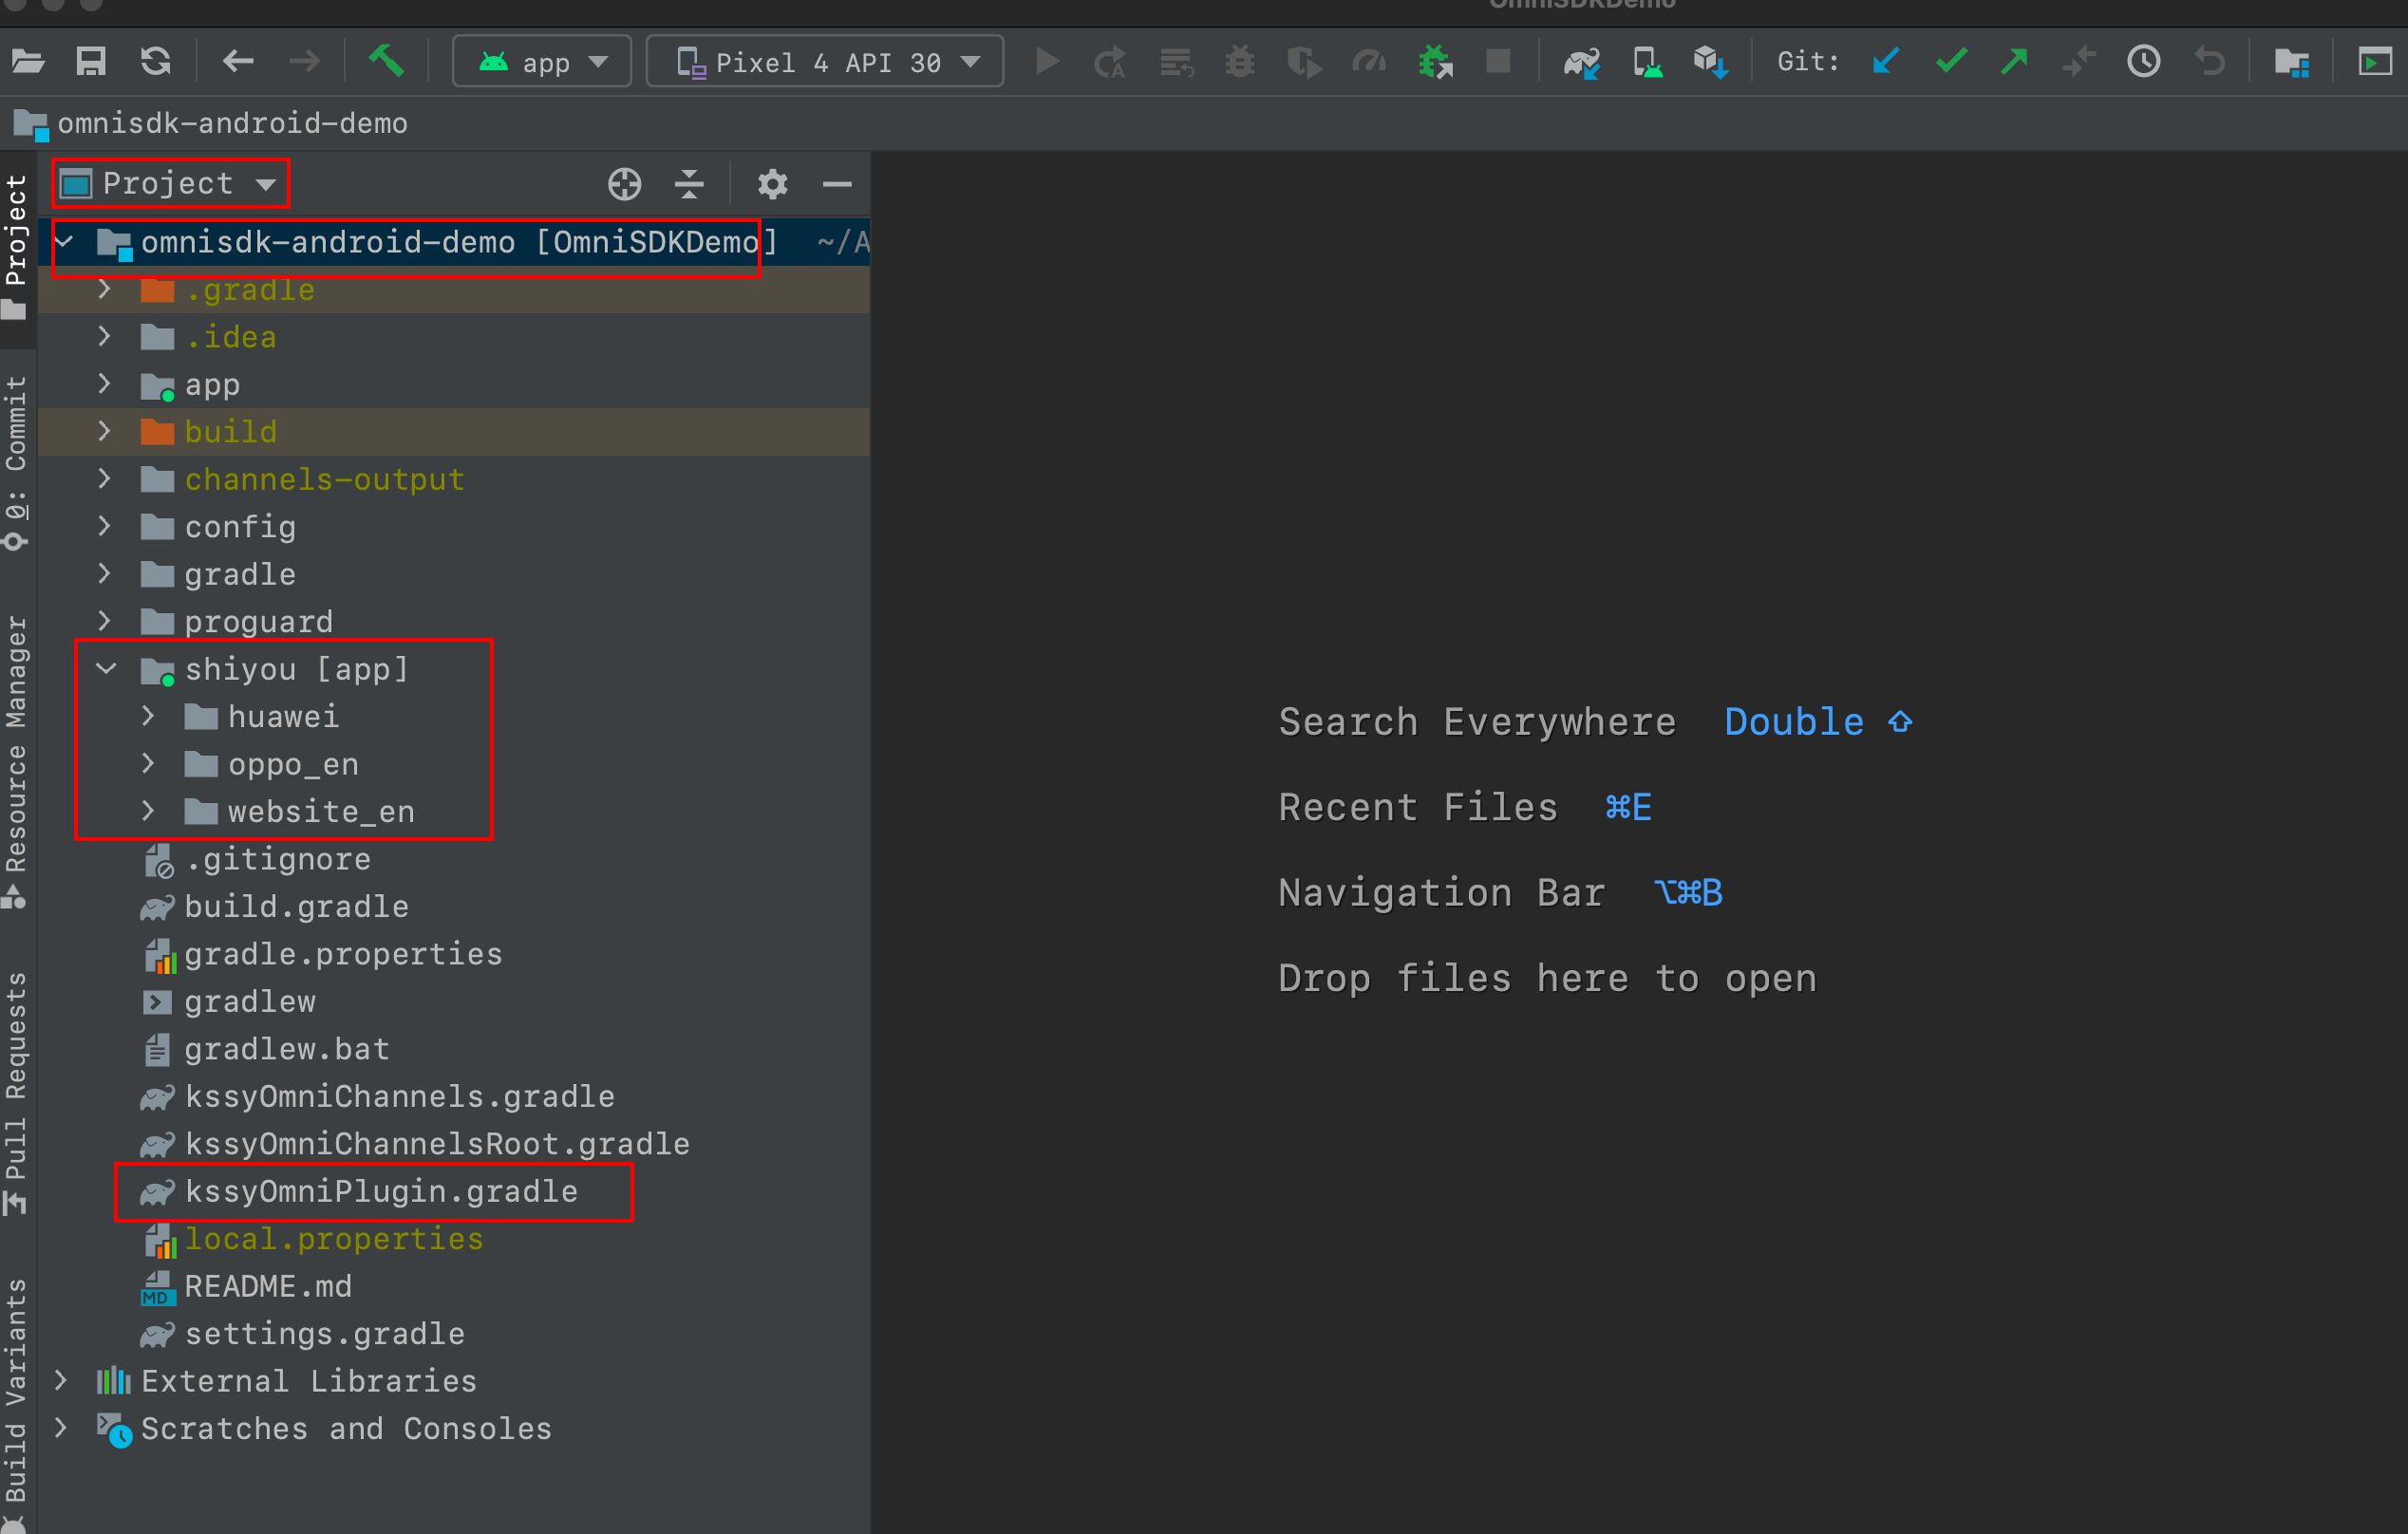 OmniSDKDemo
app
Pixel 4 API 30
Git:
omnisdk-android-demo
Project
omnisdk-android-demo [OmniSDKDemo] ~/A
.gradle
.idea
app
build
channels-output
config
gradle
proguard
shiyou [app]
huawei
oppo_en
website_en
.gitignore
build.gradle
gradle.properties
gradlew
gradlew.bat
kssyOmniChannels.gradle
kssyOmniChannelsRoot.gradle
kssyOmniPlugin.gradle
local.properties
MD README.md
settings.gradle
External Libraries
Scratches and Consoles
Project
0: Commit
Resource Manager
Pull Requests
Build Variants
Search Everywhere Double ⇧
Recent Files ⌘E
Navigation Bar ⌥⌘B
Drop files here to open